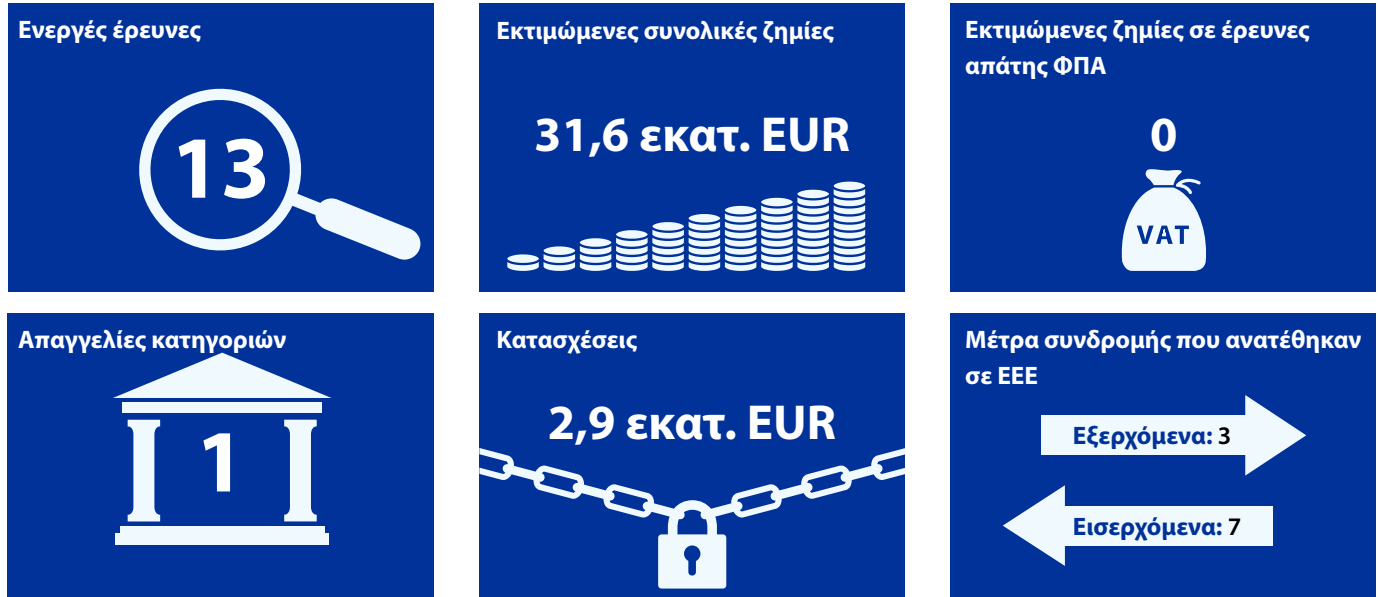 Ενεργές έρευνες
13
Εκτιμώμενες συνολικές ζημίες
31,6 εκατ. EUR
Εκτιμώμενες ζημίες σε έρευνες
απάτης ΦΠΑ
0
VAT
Απαγγελίες κατηγοριών
1
Κατασχέσεις
2,9 εκατ. EUR
Μέτρα συνδρομής που ανατέθηκαν
σε ΕΕΕ
Εξερχόμενα: 3
Εισερχόμενα: 7